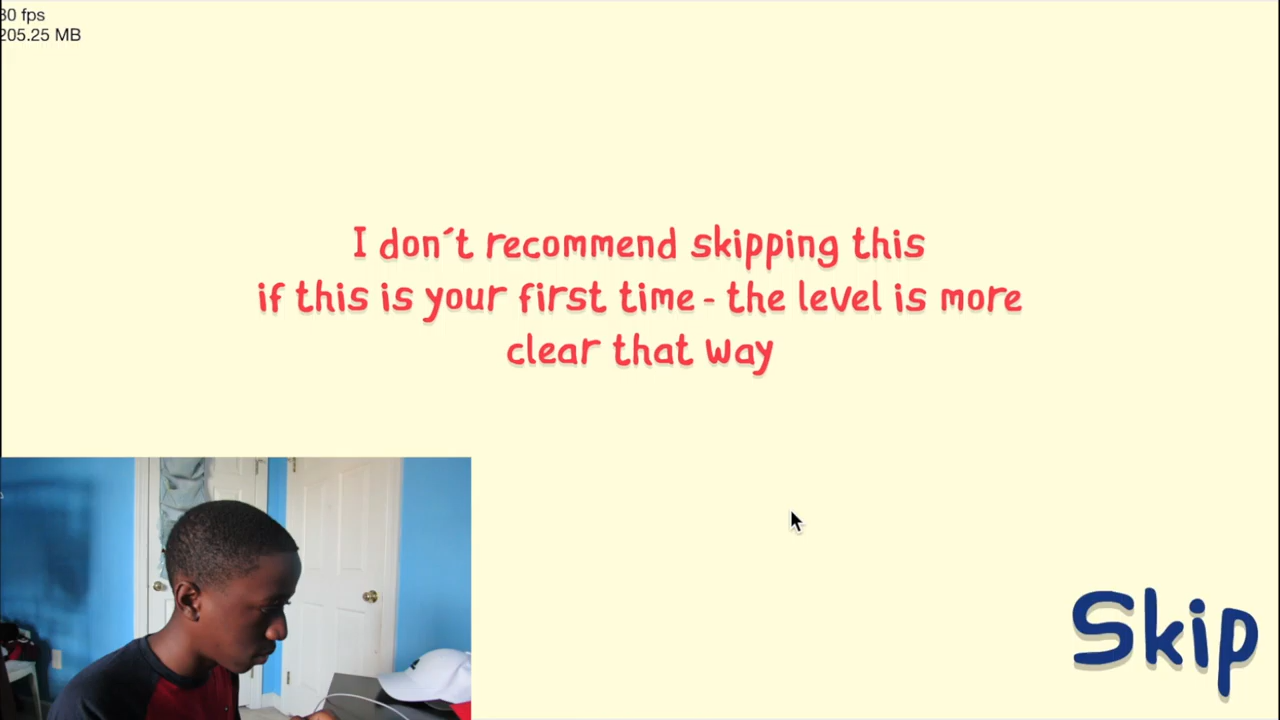 30 fps
205.25 MB
I don´t recommend skipping this
if this is your first time - the level is more
clear that way
Skip